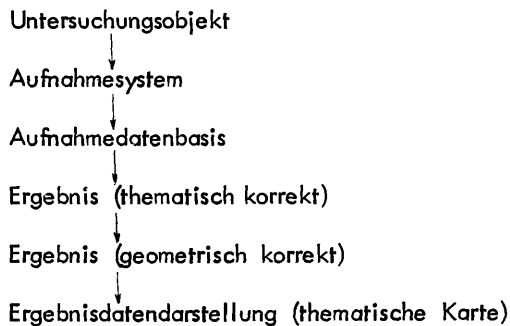 Untersuchungsobjekt
Aufnahmesystem
Aufnahmedatenbasis
Ergebnis (thematisch korrekt)
Ergebnis (geometrisch korrekt)
Ergebnisdatendarstellung (thematische Karte)